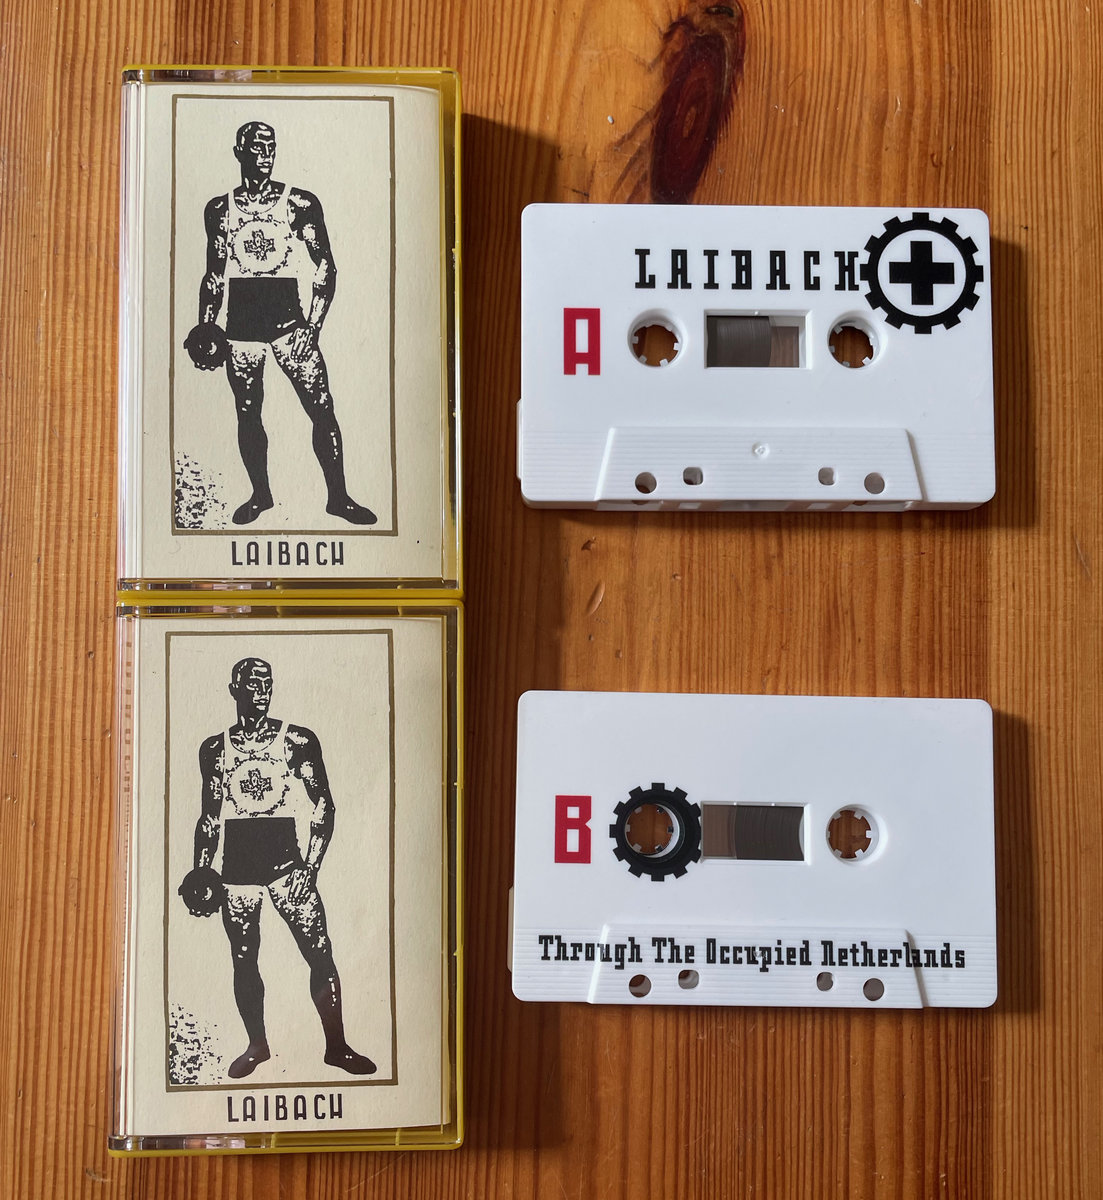 LAIBACH
LAIBACH
LAIBACH
A
B
Through The Occupied Netherlands